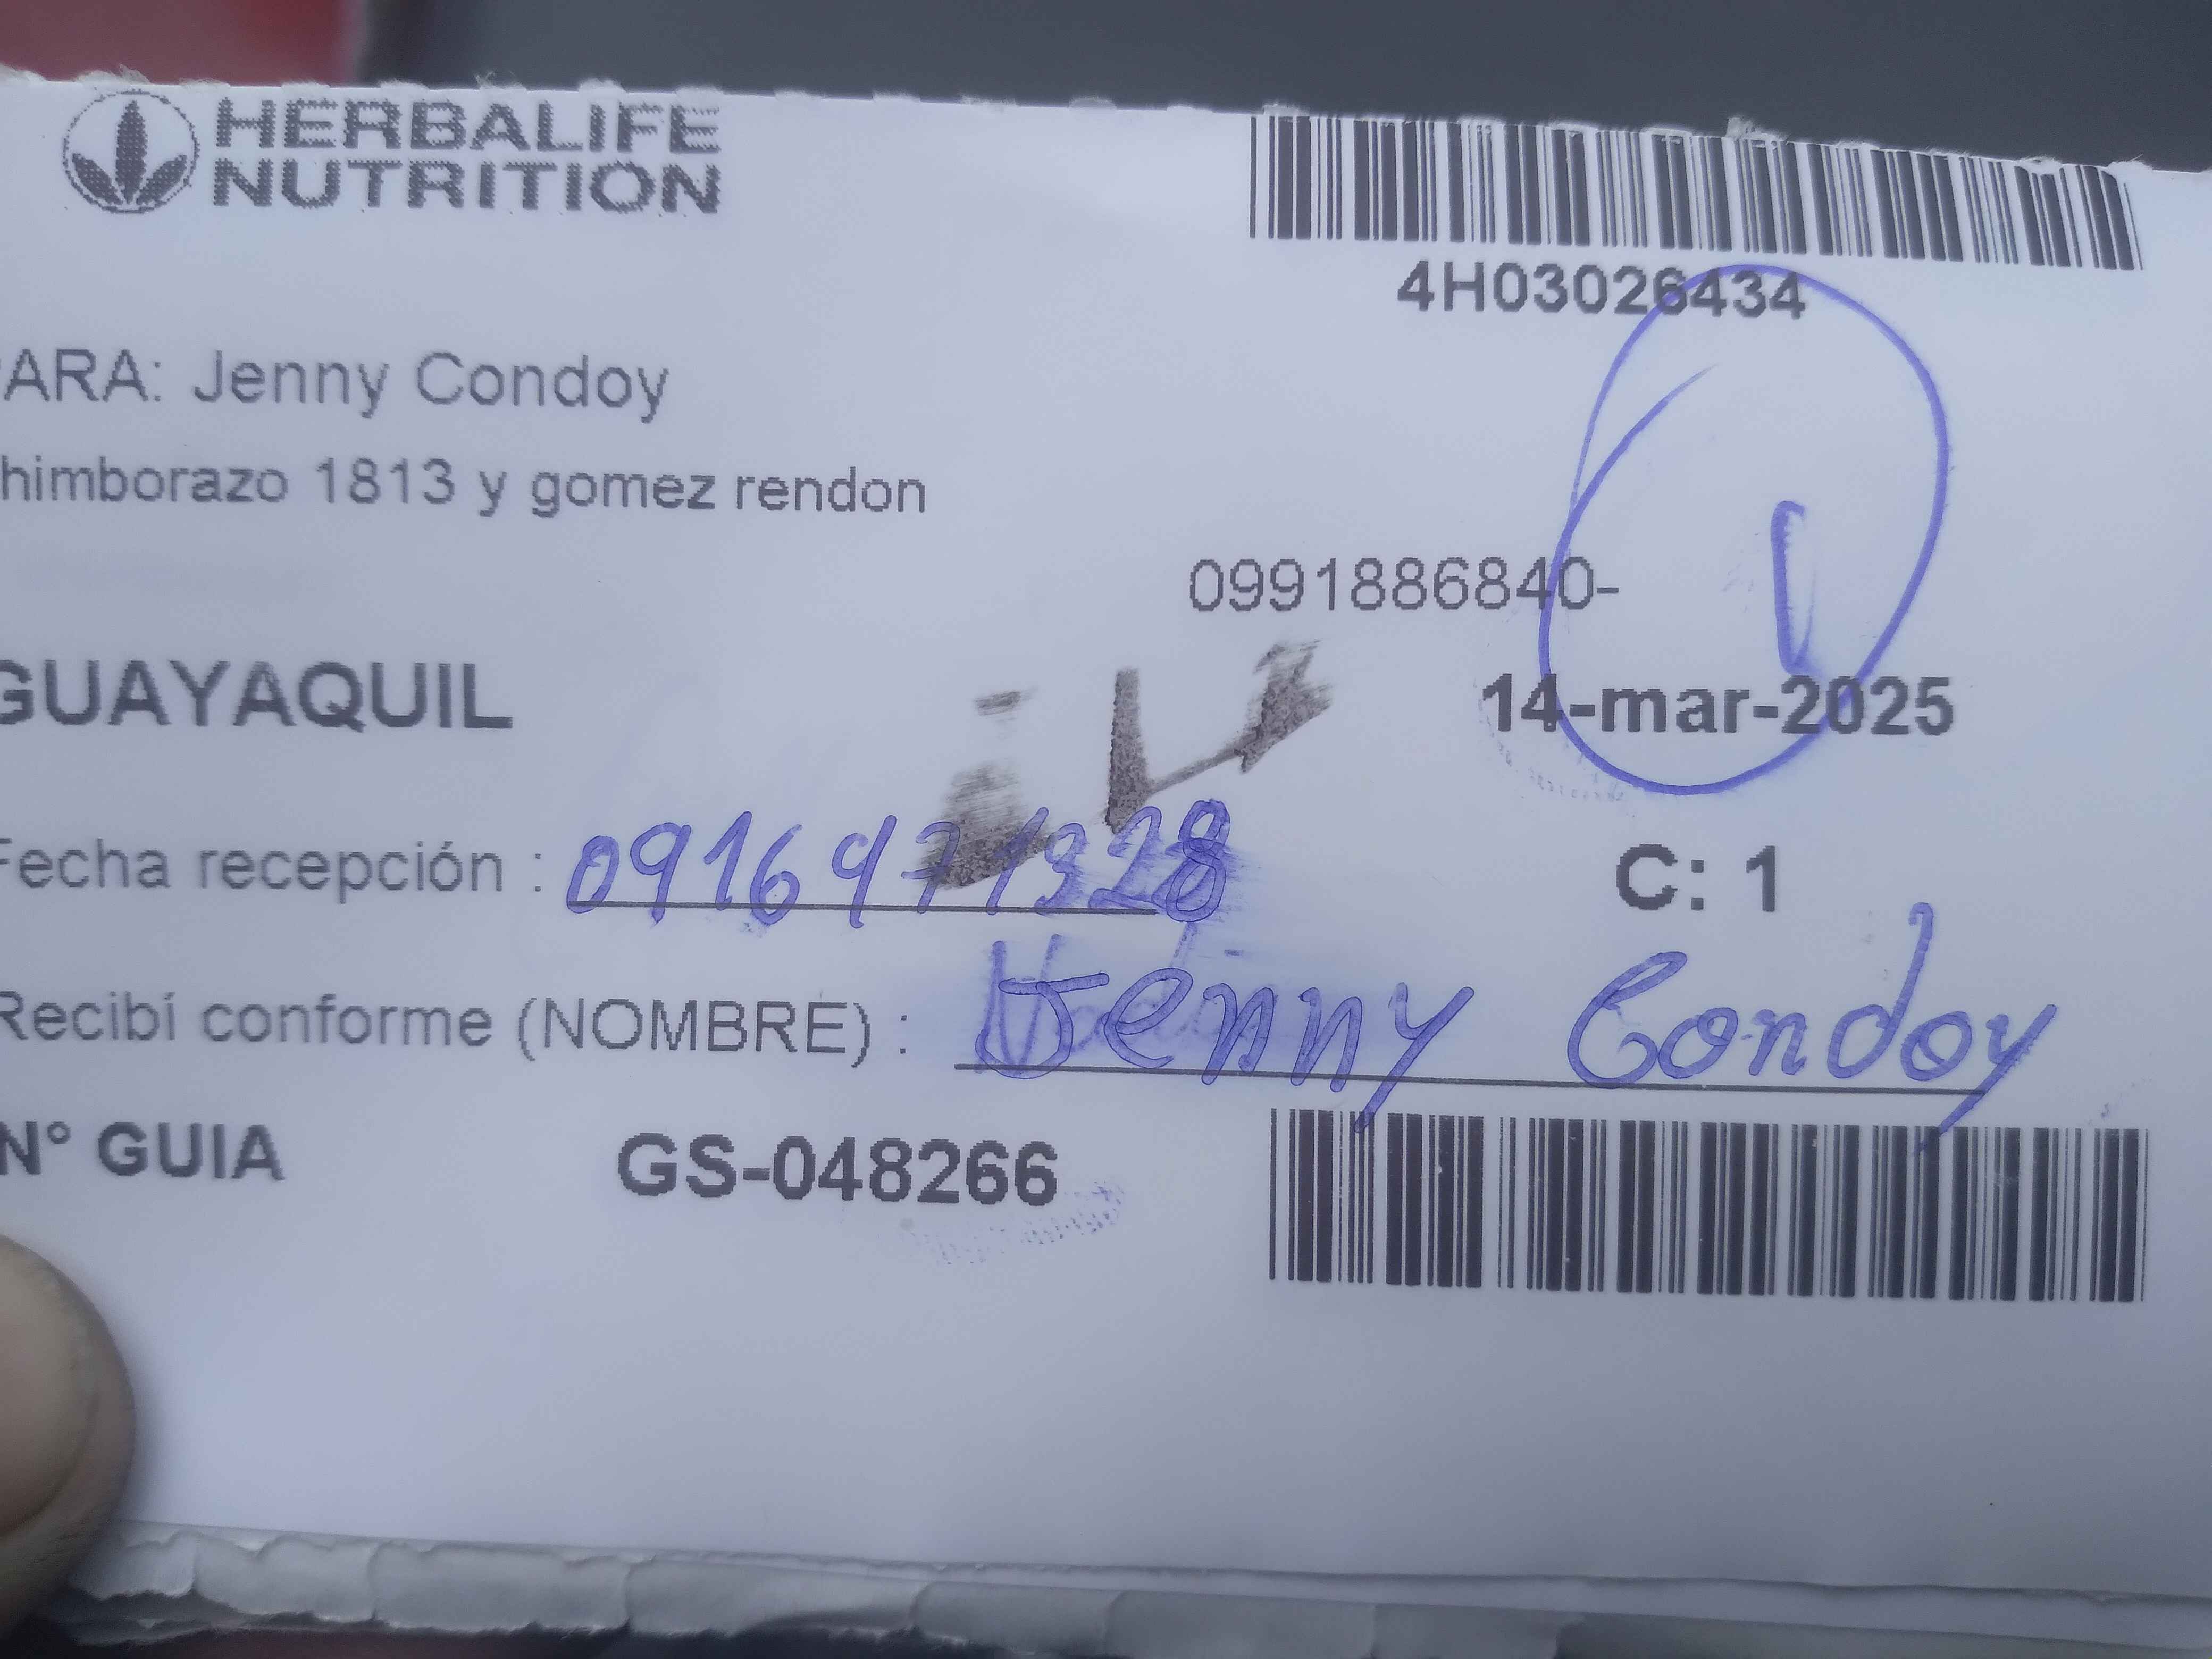 HERBALIFE
NUTRITION
4H03026434
ARA: Jenny Condoy
himborazo 1813 y gomez rendon
0991886840-
GUAYAQUIL
14-mar-2025
Fecha recepción : 0916971328
C: 1
Recibí conforme (NOMBRE) : Jenny Condoy
N° GUIA GS-048266